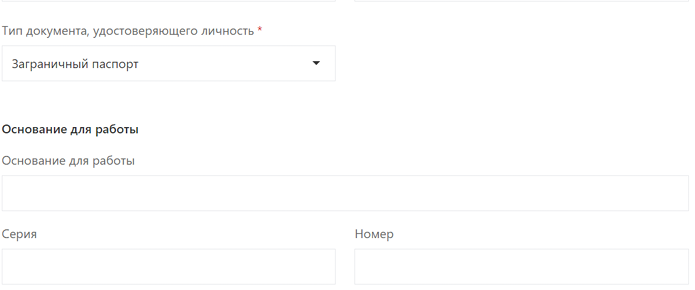 Тип документа, удостоверяющего личность *
Заграничный паспорт
Основание для работы
Основание для работы
Серия
Номер